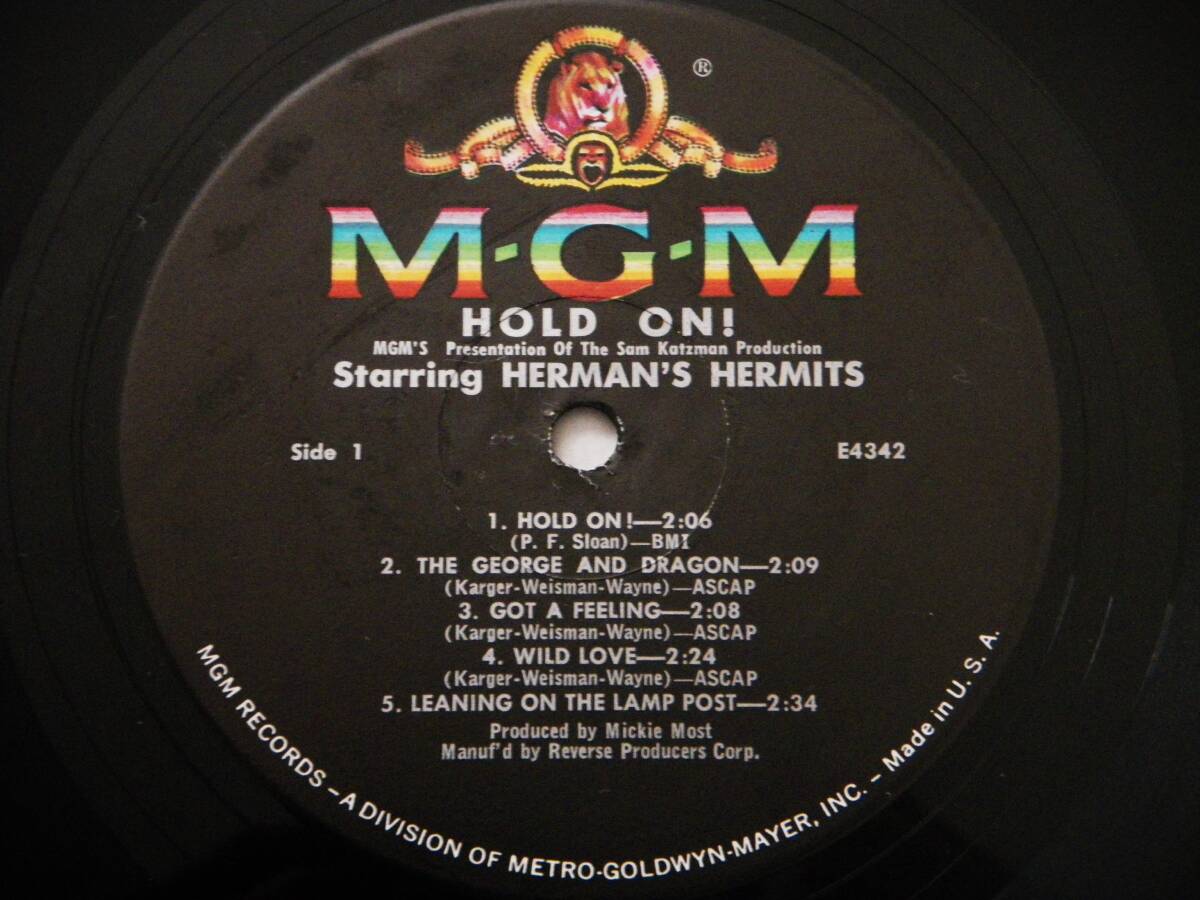 ®
M-G-M
HOLD ON!
MGM'S Presentation Of The Sam Katzman Production
Starring HERMAN'S HERMITS
Side 1
E4342
1. HOLD ON!—2:06
(P. F. Sloan)—BMI
2. THE GEORGE AND DRAGON—2:09
(Karger-Weisman-Wayne)—ASCAP
3. GOT A FEELING—2:08
(Karger-Weisman-Wayne)—ASCAP
4. WILD LOVE—2:24
(Karger-Weisman-Wayne)—ASCAP
5. LEANING ON THE LAMP POST—2:34
Produced by Mickie Most
Manuf'd by Reverse Producers Corp.
MGM RECORDS – A DIVISION OF METRO-GOLDWYN-MAYER, INC. – Made in U. S. A.